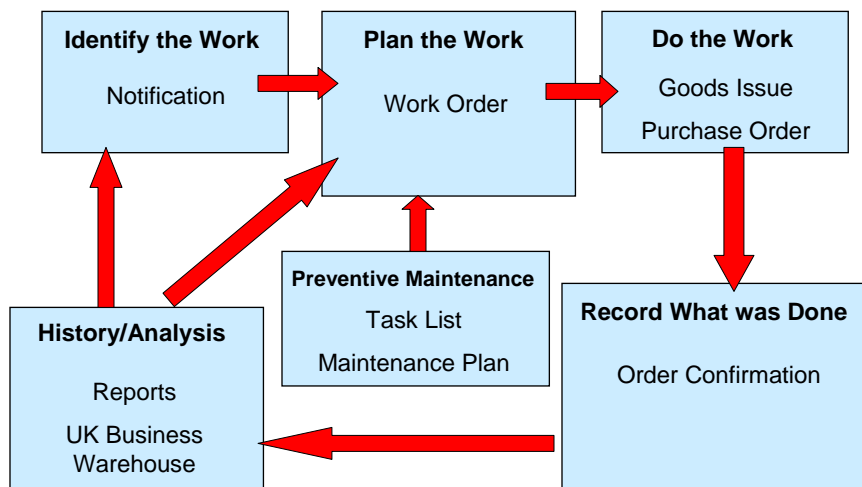 Identify the Work
Notification
Plan the Work
Work Order
Do the Work
Goods Issue
Purchase Order
Preventive Maintenance
Task List
Maintenance Plan
Record What was Done
Order Confirmation
History/Analysis
Reports
UK Business
Warehouse